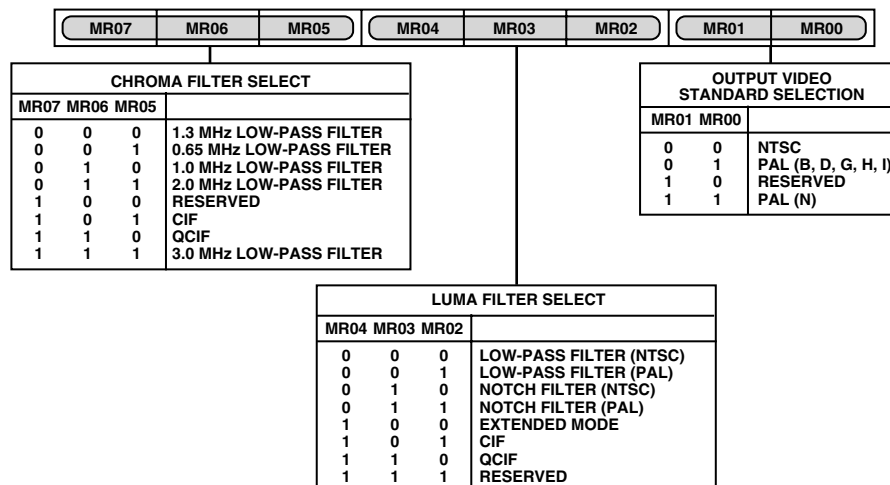 MR07 MR06 MR05 MR04 MR03 MR02 MR01 MR00
CHROMA FILTER SELECT
MR07 MR06 MR05
0 0 0 1.3 MHz LOW-PASS FILTER
0 0 1 0.65 MHz LOW-PASS FILTER
0 1 0 1.0 MHz LOW-PASS FILTER
0 1 1 2.0 MHz LOW-PASS FILTER
1 0 0 RESERVED
1 0 1 CIF
1 1 0 QCIF
1 1 1 3.0 MHz LOW-PASS FILTER
OUTPUT VIDEO
STANDARD SELECTION
MR01 MR00
0 0 NTSC
0 1 PAL (B, D, G, H, I)
1 0 RESERVED
1 1 PAL (N)
LUMA FILTER SELECT
MR04 MR03 MR02
0 0 0 LOW-PASS FILTER (NTSC)
0 0 1 LOW-PASS FILTER (PAL)
0 1 0 NOTCH FILTER (NTSC)
0 1 1 NOTCH FILTER (PAL)
1 0 0 EXTENDED MODE
1 0 1 CIF
1 1 0 QCIF
1 1 1 RESERVED